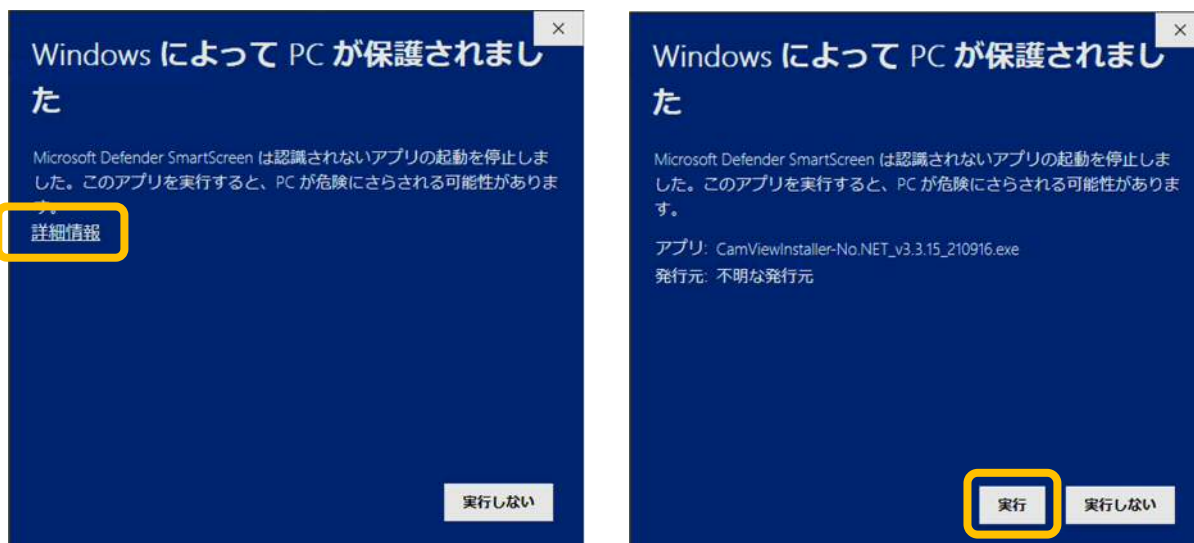 Windows によって PC が保護されまし
た
Microsoft Defender SmartScreen は認識されないアプリの起動を停止しま
した。このアプリを実行すると、PC が危険にさらされる可能性がありま
す。
詳細情報
実行しない
Windows によって PC が保護されまし
た
Microsoft Defender SmartScreen は認識されないアプリの起動を停止しま
した。このアプリを実行すると、PC が危険にさらされる可能性がありま
す。
アプリ: CamViewInstaller-No.NET_v3.3.15_210916.exe
発行元: 不明な発行元
実行 実行しない